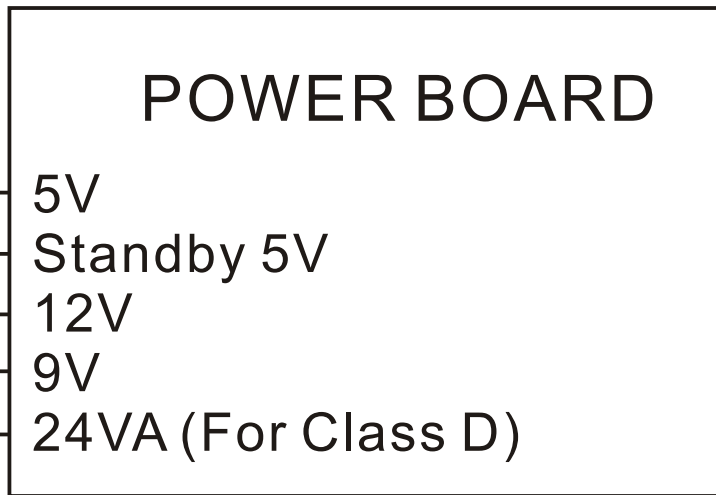 POWER BOARD
5V
Standby 5V
12V
9V
24VA (For Class D)